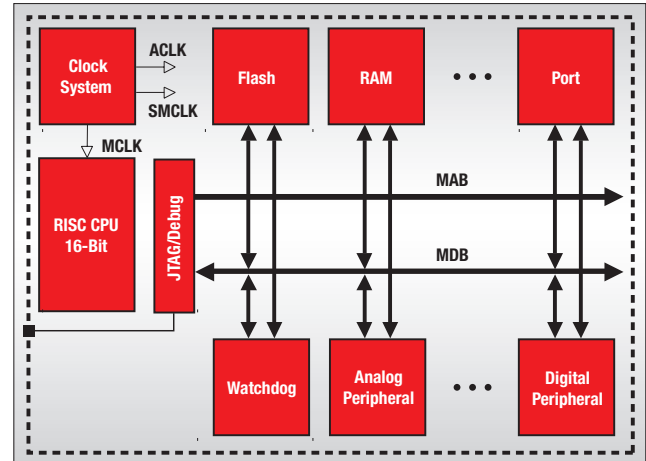 Clock
System
ACLK
SMCLK
Flash
RAM
Port
MCLK
RISC CPU
16-Bit
JTAG/Debug
MAB
MDB
Watchdog
Analog
Peripheral
Digital
Peripheral